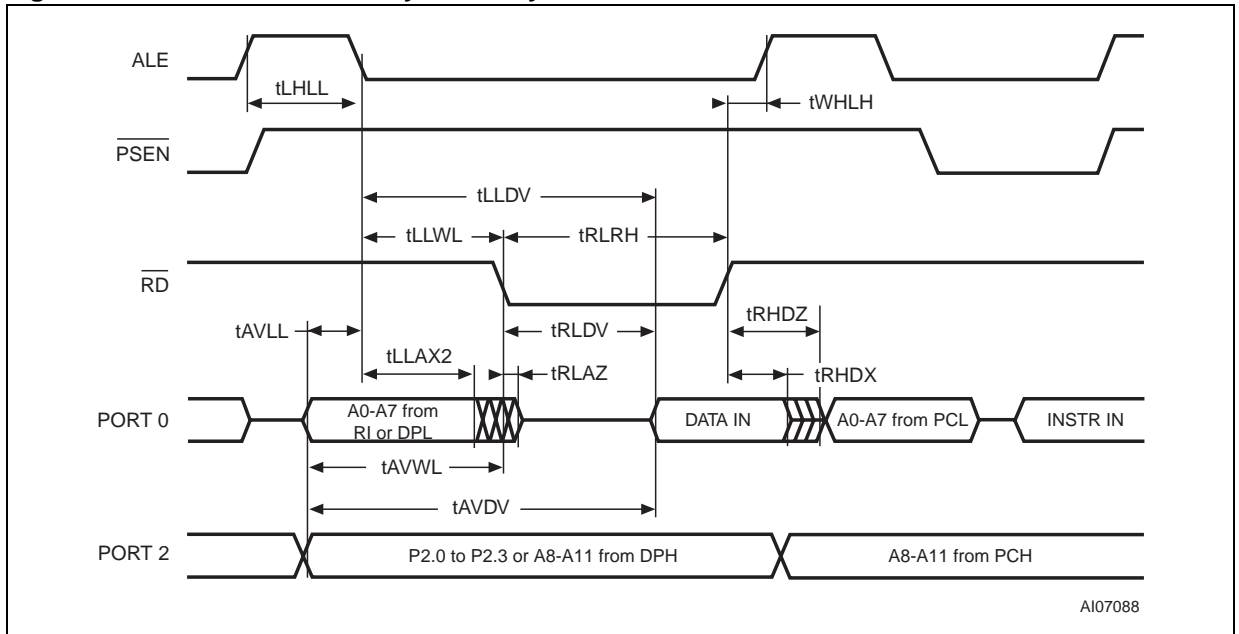 ALE
tLHLL
tWHLH
PSEN
tLLDV
tLLWL
tRLRH
RD
tAVLL
tRLDV
tRHDZ
tLLAX2
tRLAZ
tRHDX
PORT 0
A0-A7 from
RI or DPL
DATA IN
A0-A7 from PCL
INSTR IN
tAVWL
tAVDV
PORT 2
P2.0 to P2.3 or A8-A11 from DPH
A8-A11 from PCH
AI07088